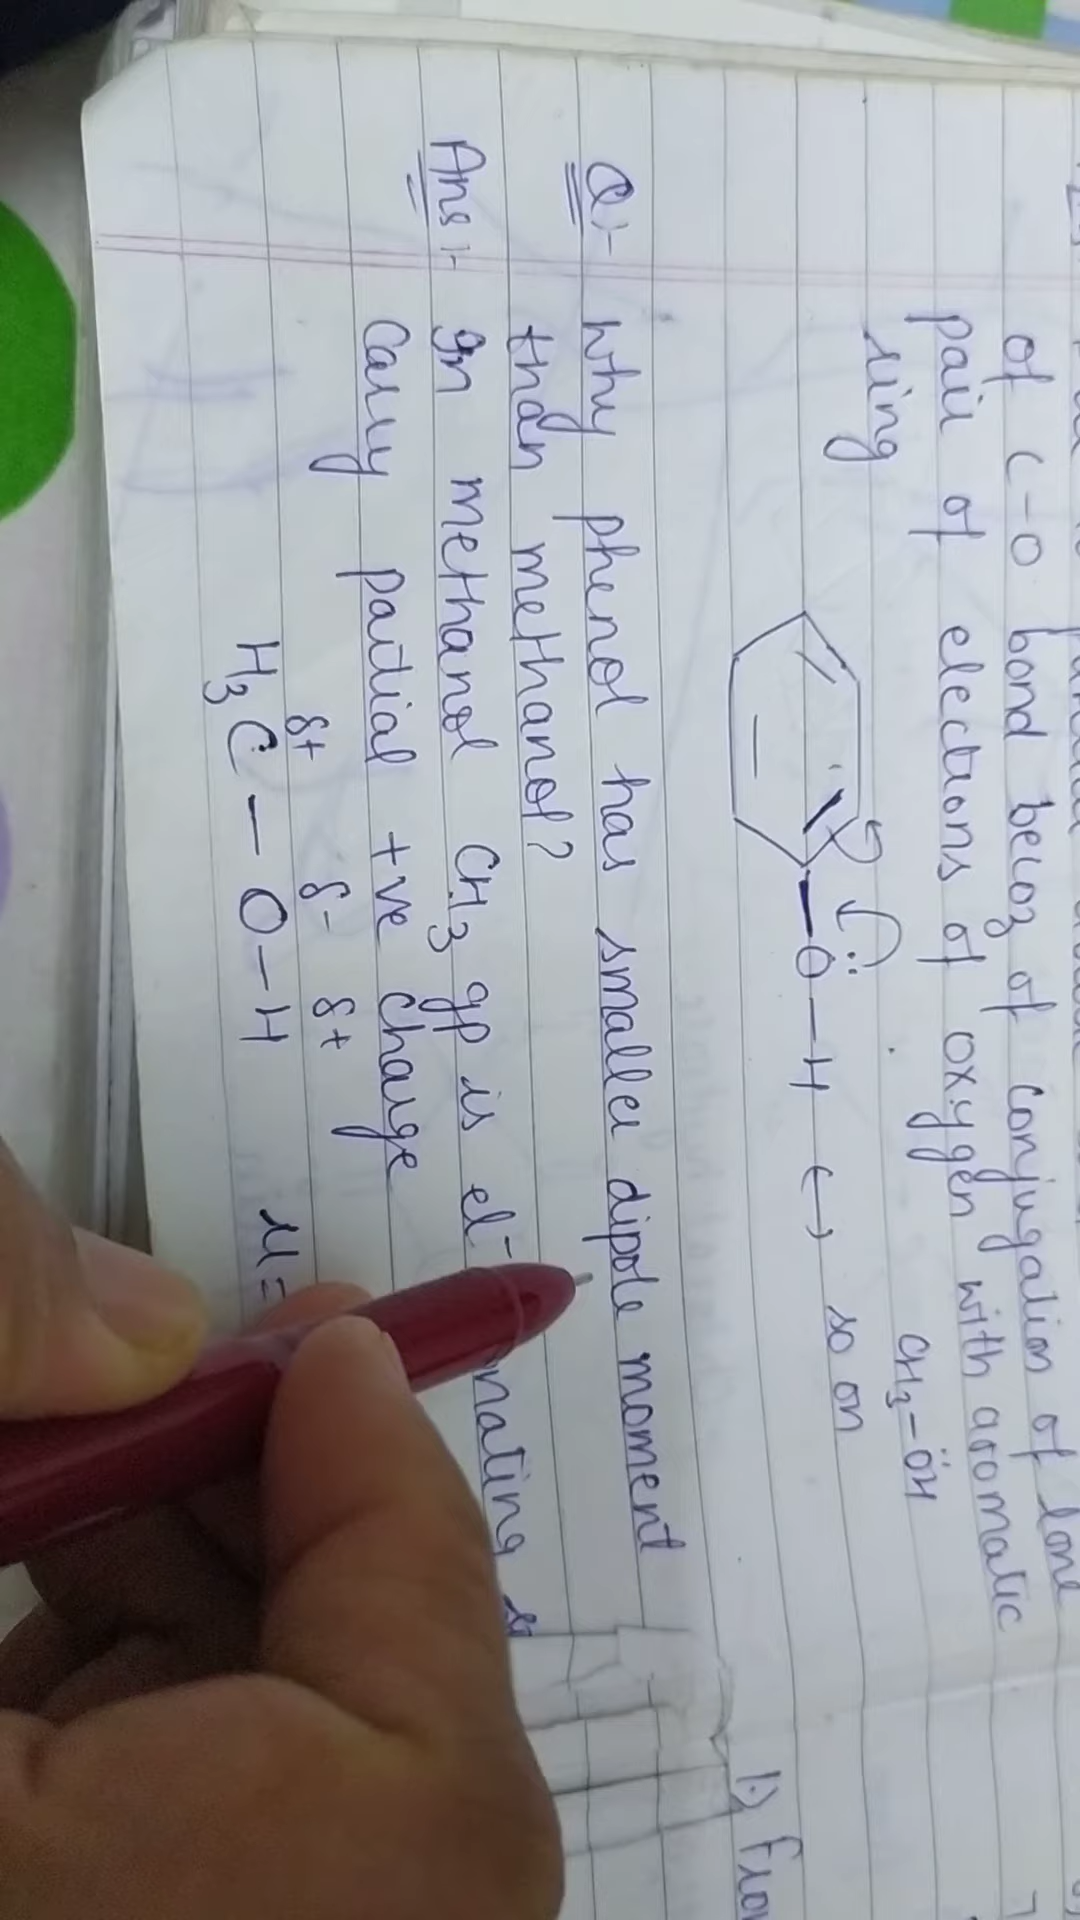 of C-O bond becoz of conjugation of lone
pair of electrons of oxygen with aromatic
ring
CH3-ÖH
Ö-H ↔ so on
Q:- Why phenol has smaller dipole moment
than methanol?
Ans:- In methanol CH3 gp is el-
Carry partial +ve charge
δ+ δ- δ+
H3C-O-H μ=
1.)